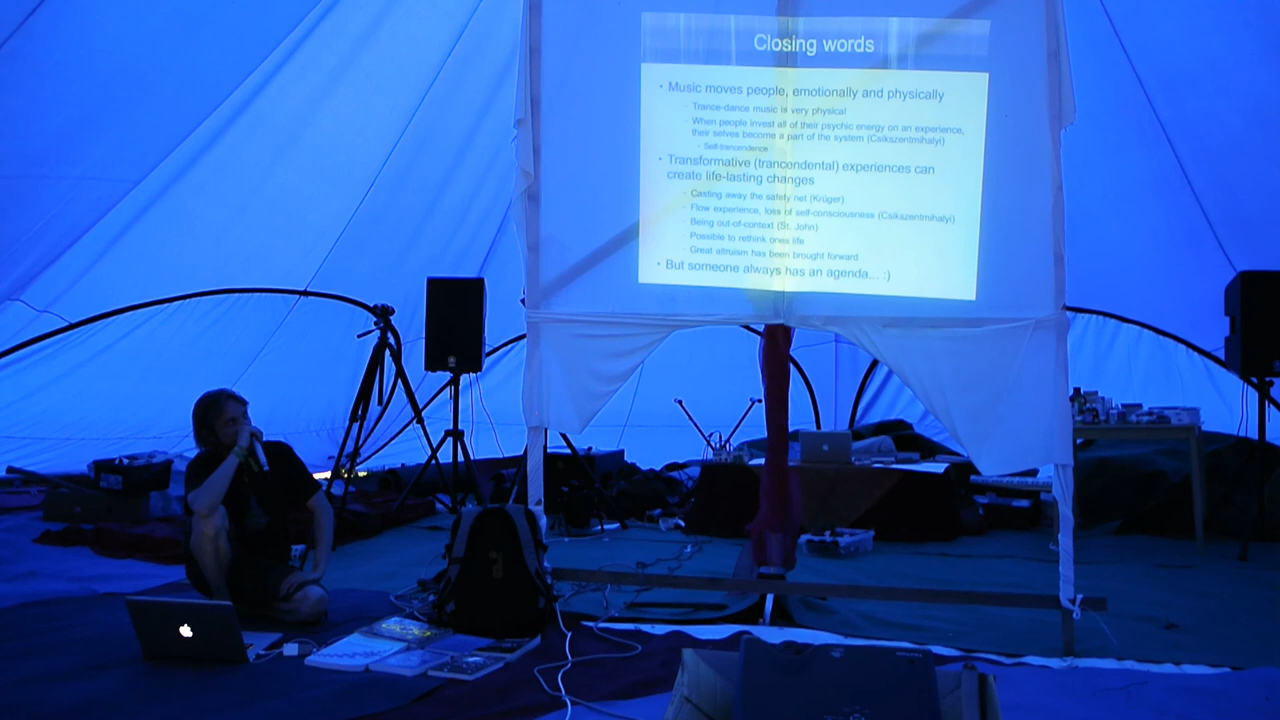 Closing words
Music moves people, emotionally and physically
Trance-dance music is very physical
When people invest all of their psychic energy on an experience,
their selves become a part of the system (Csikszentmihalyi)
Self-trancendence
Transformative (trancendental) experiences can
create life-lasting changes
Casting away the safety net (Krüger)
Flow experience, loss of self-consciousness (Csikszentmihalyi)
Being out-of-context (St. John)
Possible to rethink ones life
Great altruism has been brought forward
But someone always has an agenda... :)